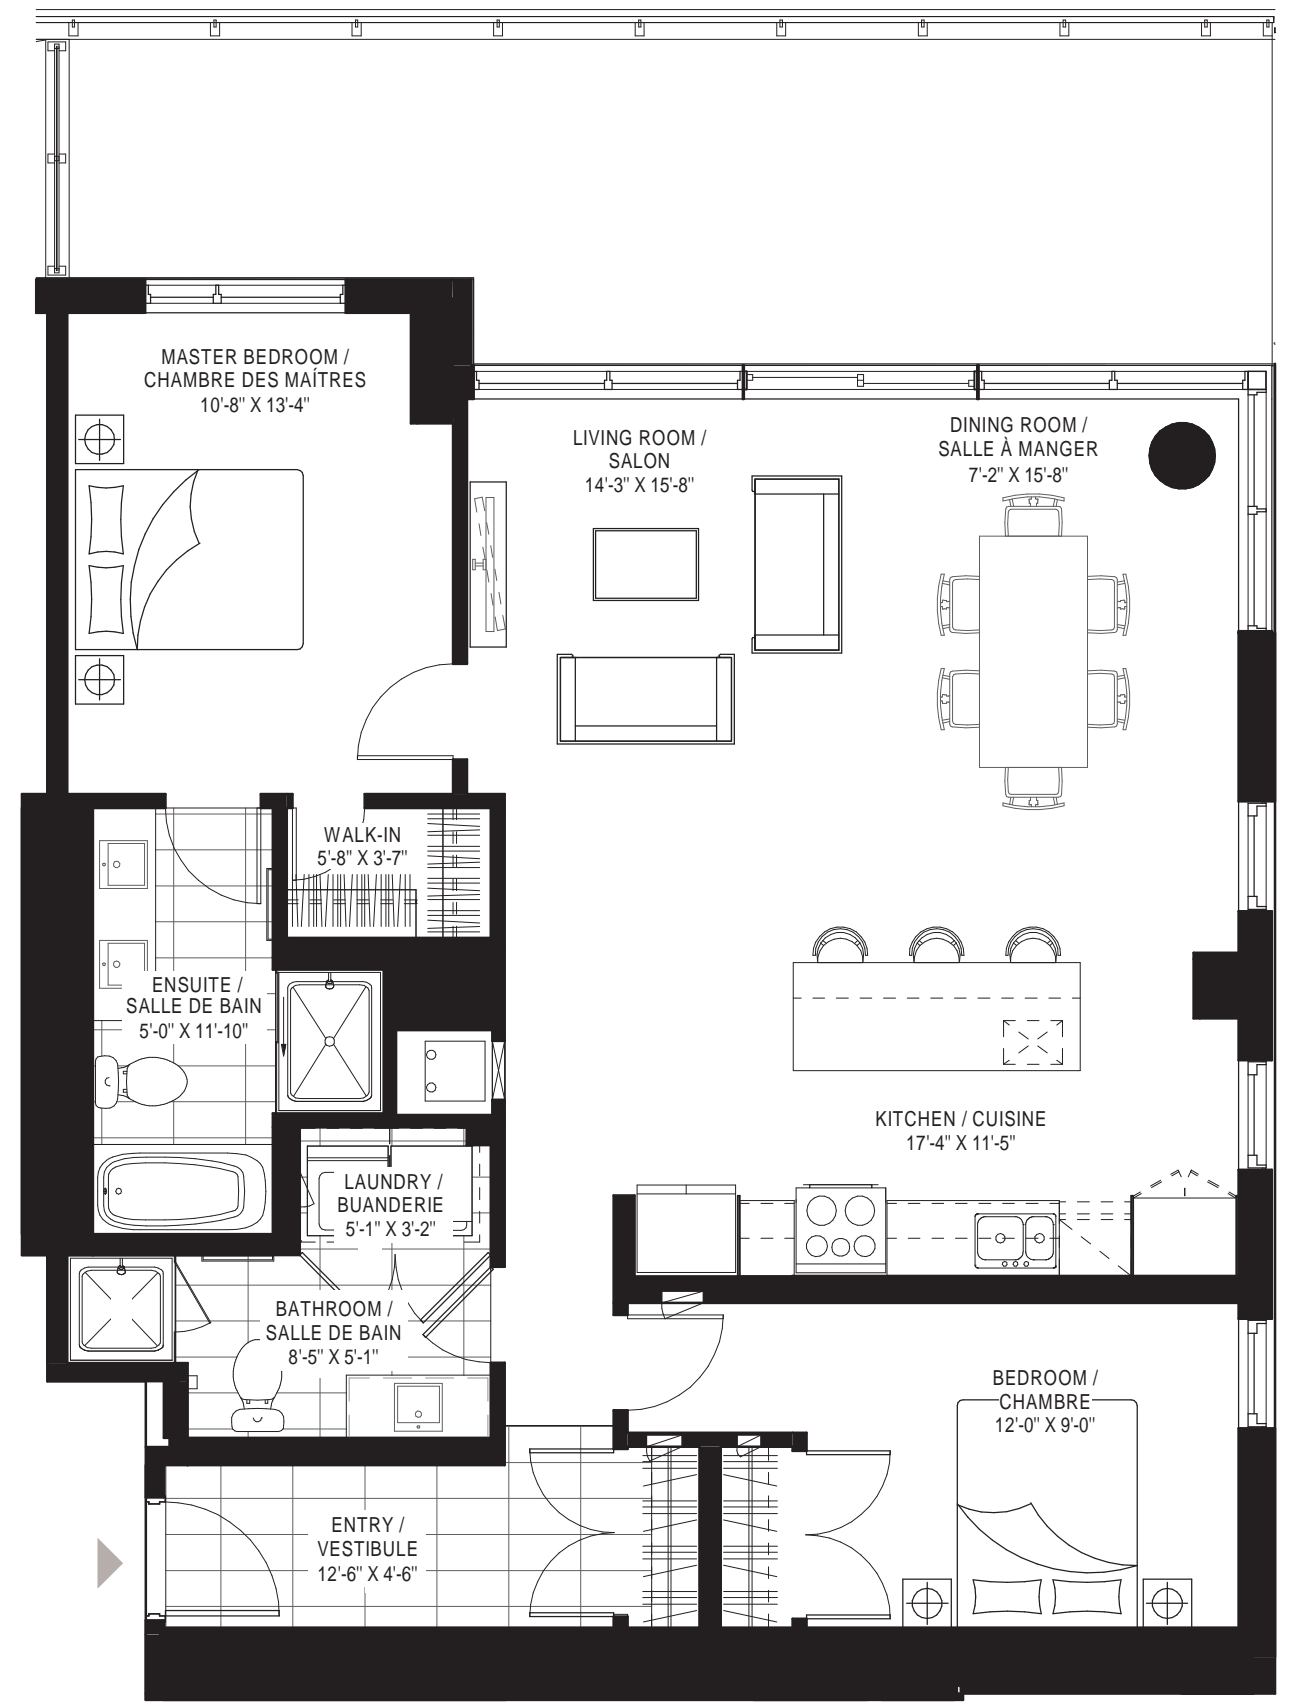 MASTER BEDROOM /
CHAMBRE DES MAÍTRES
10'-8" X 13'-4"
LIVING ROOM /
SALON
14'-3" X 15'-8"
DINING ROOM /
SALLE À MANGER
7'-2" X 15'-8"
WALK-IN
5'-8" X 3'-7"
ENSUITE /
SALLE DE BAIN
5'-0" X 11'-10"
KITCHEN / CUISINE
17'-4" X 11'-5"
LAUNDRY /
BUANDERIE
5'-1" X 3'-2"
BATHROOM /
SALLE DE BAIN
8'-5" X 5'-1"
BEDROOM /
CHAMBRE
12'-0" X 9'-0"
ENTRY /
VESTIBULE
12'-6" X 4'-6"